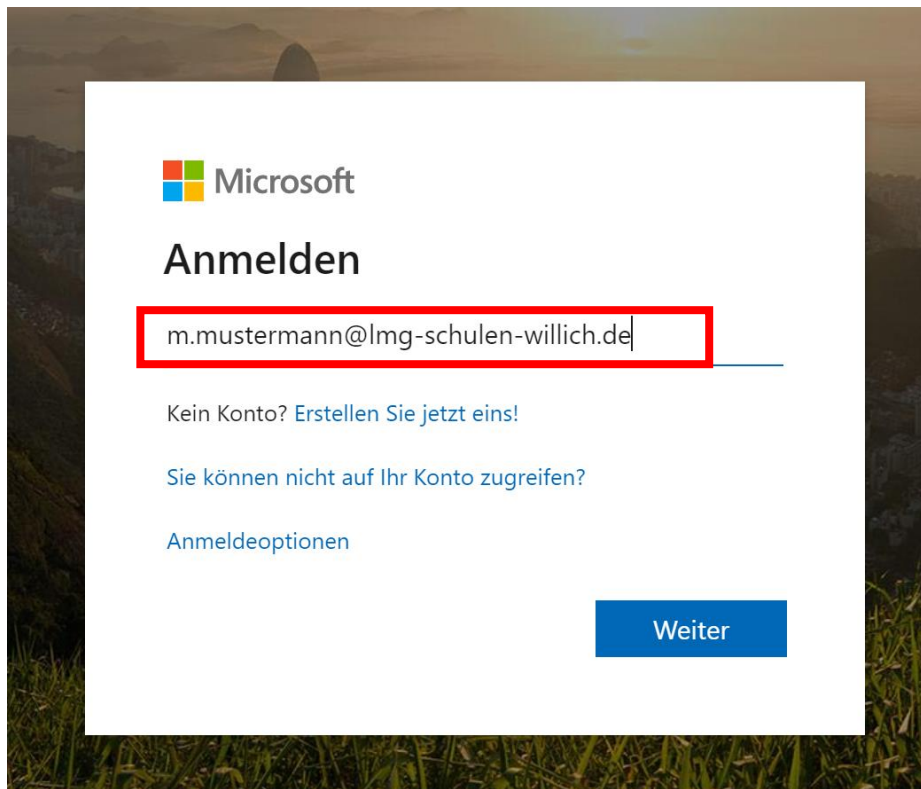 Microsoft
Anmelden
m.mustermann@lmg-schulen-willich.de
Kein Konto? Erstellen Sie jetzt eins!
Sie können nicht auf Ihr Konto zugreifen?
Anmeldeoptionen
Weiter